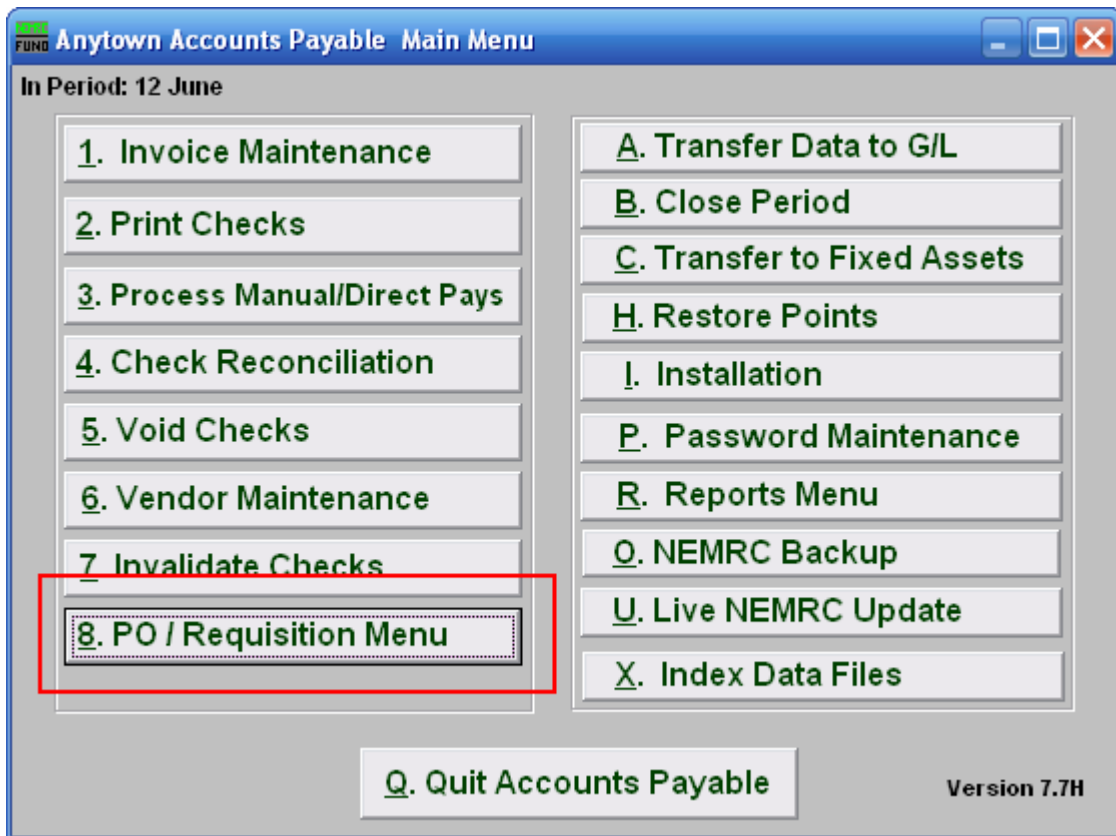 NEMRC
FUND Anytown Accounts Payable Main Menu
In Period: 12 June
1. Invoice Maintenance
2. Print Checks
3. Process Manual/Direct Pays
4. Check Reconciliation
5. Void Checks
6. Vendor Maintenance
7. Invalidate Checks
8. PO / Requisition Menu
A. Transfer Data to G/L
B. Close Period
C. Transfer to Fixed Assets
H. Restore Points
I. Installation
P. Password Maintenance
R. Reports Menu
O. NEMRC Backup
U. Live NEMRC Update
X. Index Data Files
Q. Quit Accounts Payable
Version 7.7H